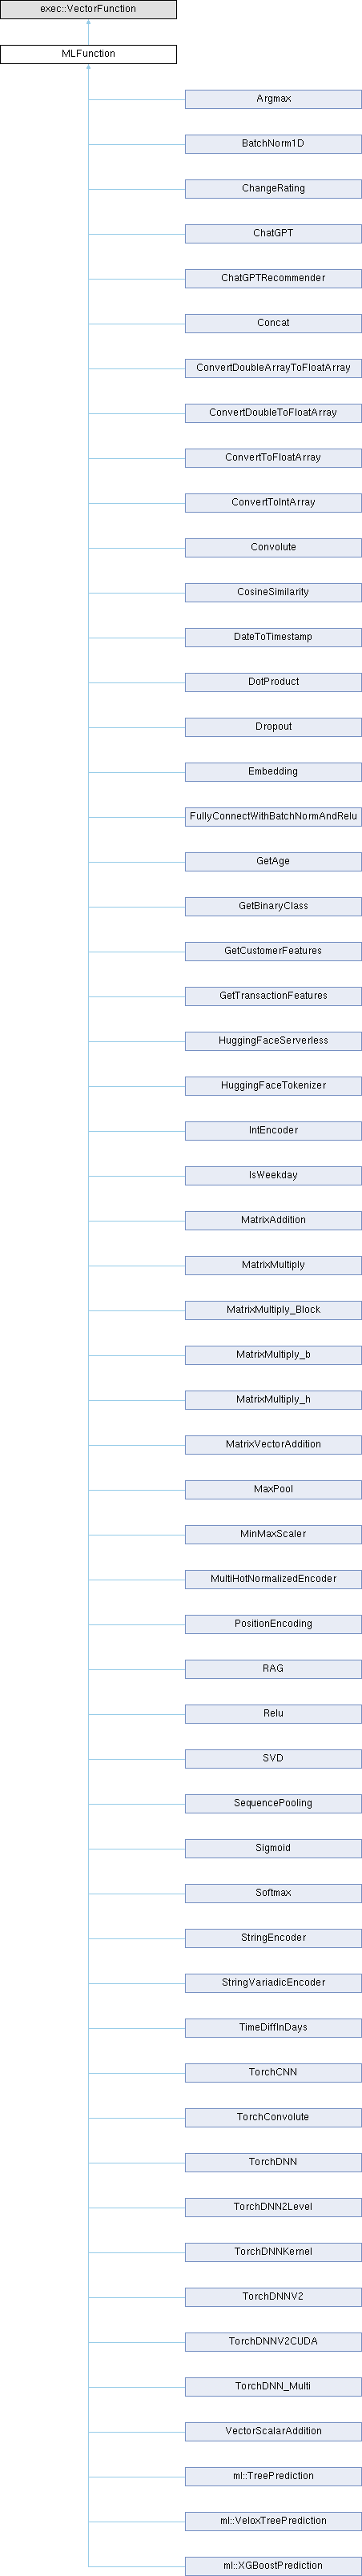 exec::VectorFunction
MLFunction
Argmax
BatchNorm1D
ChangeRating
ChatGPT
ChatGPTRecommender
Concat
ConvertDoubleArrayToFloatArray
ConvertDoubleToFloatArray
ConvertToFloatArray
ConvertToIntArray
Convolute
CosineSimilarity
DateToTimestamp
DotProduct
Dropout
Embedding
FullyConnectWithBatchNormAndRelu
GetAge
GetBinaryClass
GetCustomerFeatures
GetTransactionFeatures
HuggingFaceServerless
HuggingFaceTokenizer
IntEncoder
IsWeekday
MatrixAddition
MatrixMultiply
MatrixMultiply_Block
MatrixMultiply_b
MatrixMultiply_h
MatrixVectorAddition
MaxPool
MinMaxScaler
MultiHotNormalizedEncoder
PositionEncoding
RAG
Relu
SVD
SequencePooling
Sigmoid
Softmax
StringEncoder
StringVariadicEncoder
TimeDiffInDays
TorchCNN
TorchConvolute
TorchDNN
TorchDNN2Level
TorchDNNKernel
TorchDNNV2
TorchDNNV2CUDA
TorchDNN_Multi
VectorScalarAddition
ml::TreePrediction
ml::VeloxTreePrediction
ml::XGBoostPrediction